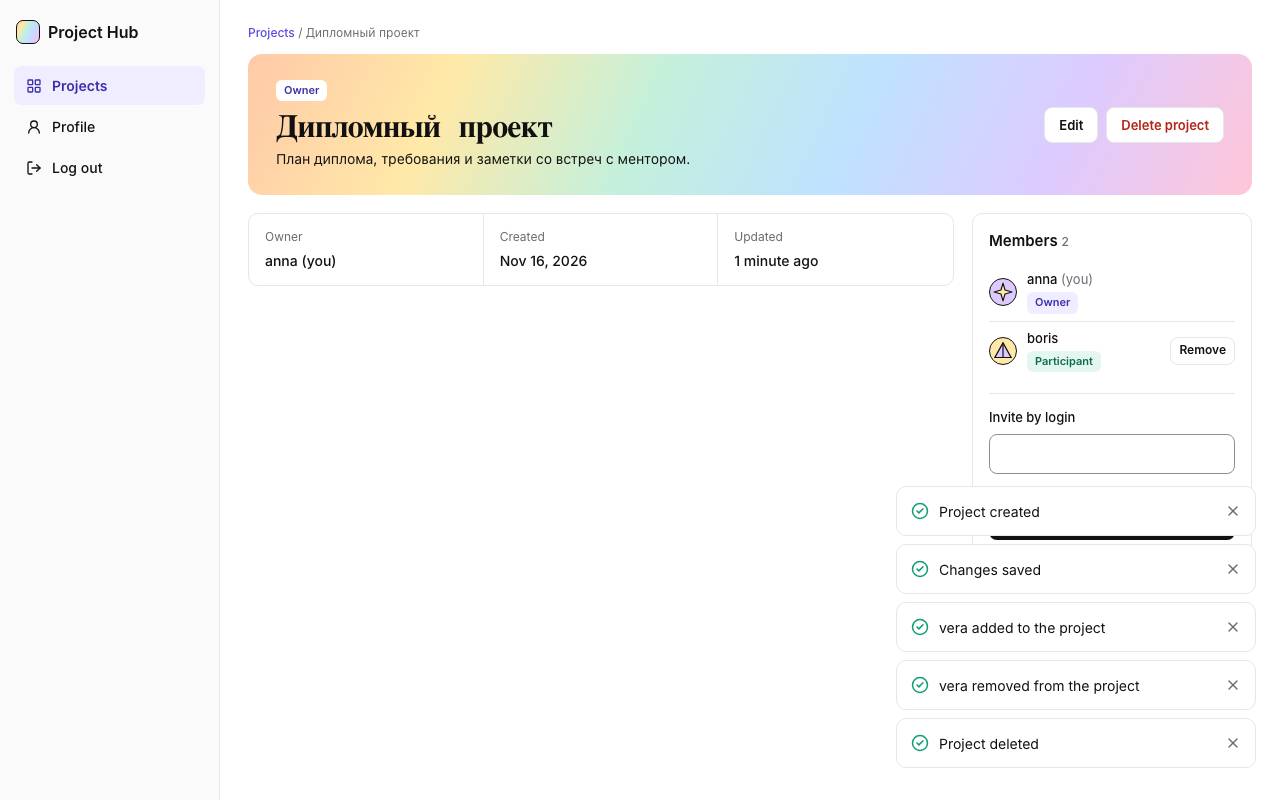 Project Hub
Projects
Profile
Log out
Projects / Дипломный проект
Owner
Дипломный проект
План диплома, требования и заметки со встреч с ментором.
Edit
Delete project
Owner
anna (you)
Created
Nov 16, 2026
Updated
1 minute ago
Members 2
anna (you)
Owner
boris
Participant
Remove
Invite by login
Project created
Changes saved
vera added to the project
vera removed from the project
Project deleted